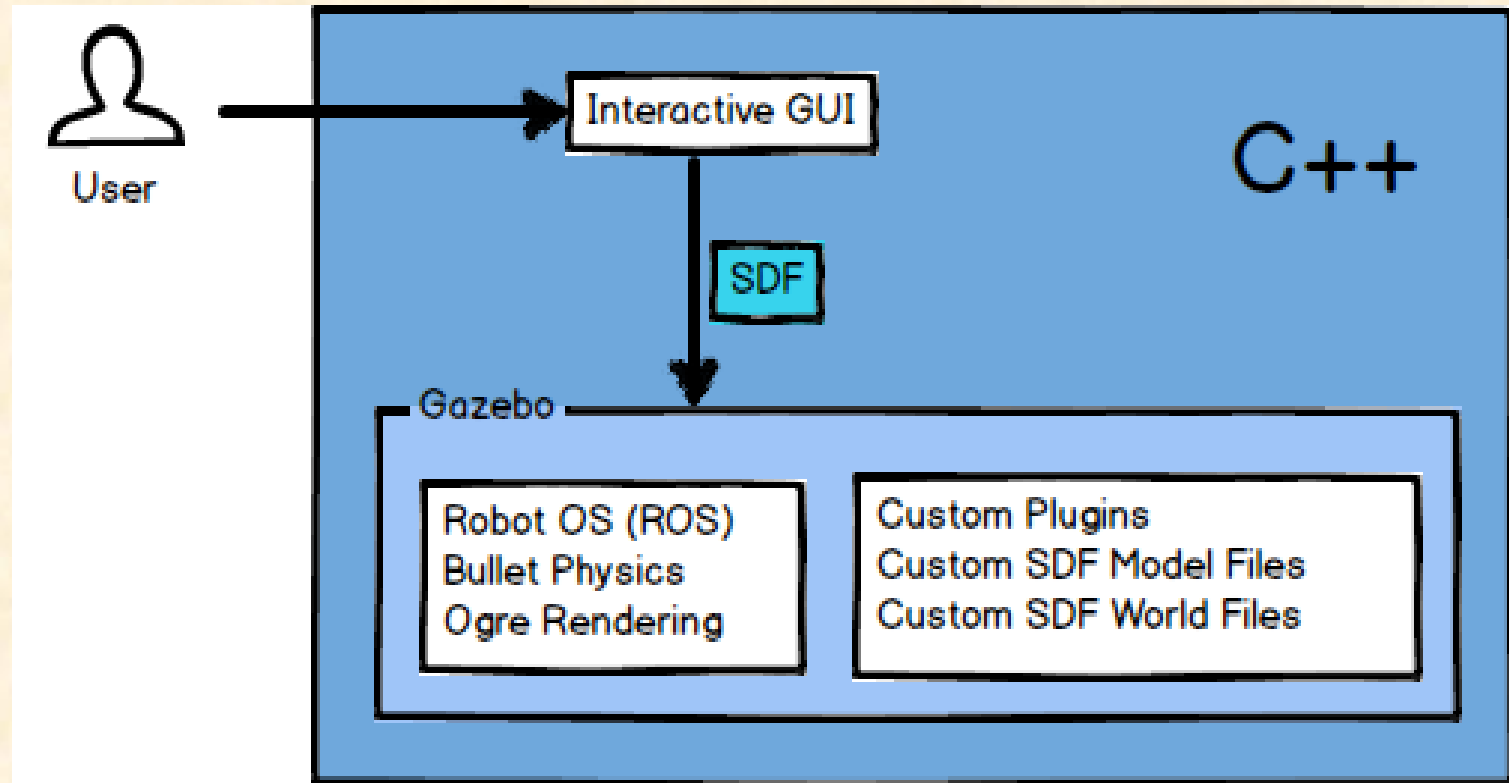 User
Interactive GUI
C++
SDF
Gazebo
Robot OS (ROS)
Bullet Physics
Ogre Rendering
Custom Plugins
Custom SDF Model Files
Custom SDF World Files